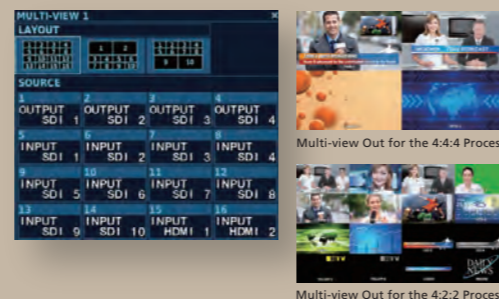 MULTI-VIEW 1
×
LAYOUT
SOURCE
1 OUTPUT SDI 1
2 OUTPUT SDI 2
3 OUTPUT SDI 3
4 OUTPUT SDI 4
5 INPUT SDI 1
6 INPUT SDI 2
7 INPUT SDI 3
8 INPUT SDI 4
9 INPUT SDI 5
10 INPUT SDI 6
11 INPUT SDI 7
12 INPUT SDI 8
13 INPUT SDI 9
14 INPUT SDI 10
15 INPUT HDMI 1
16 INPUT HDMI 2
Multi-view Out for the 4:4:4 Proces
DAILY
NEWS
Multi-view Out for the 4:2:2 Proces